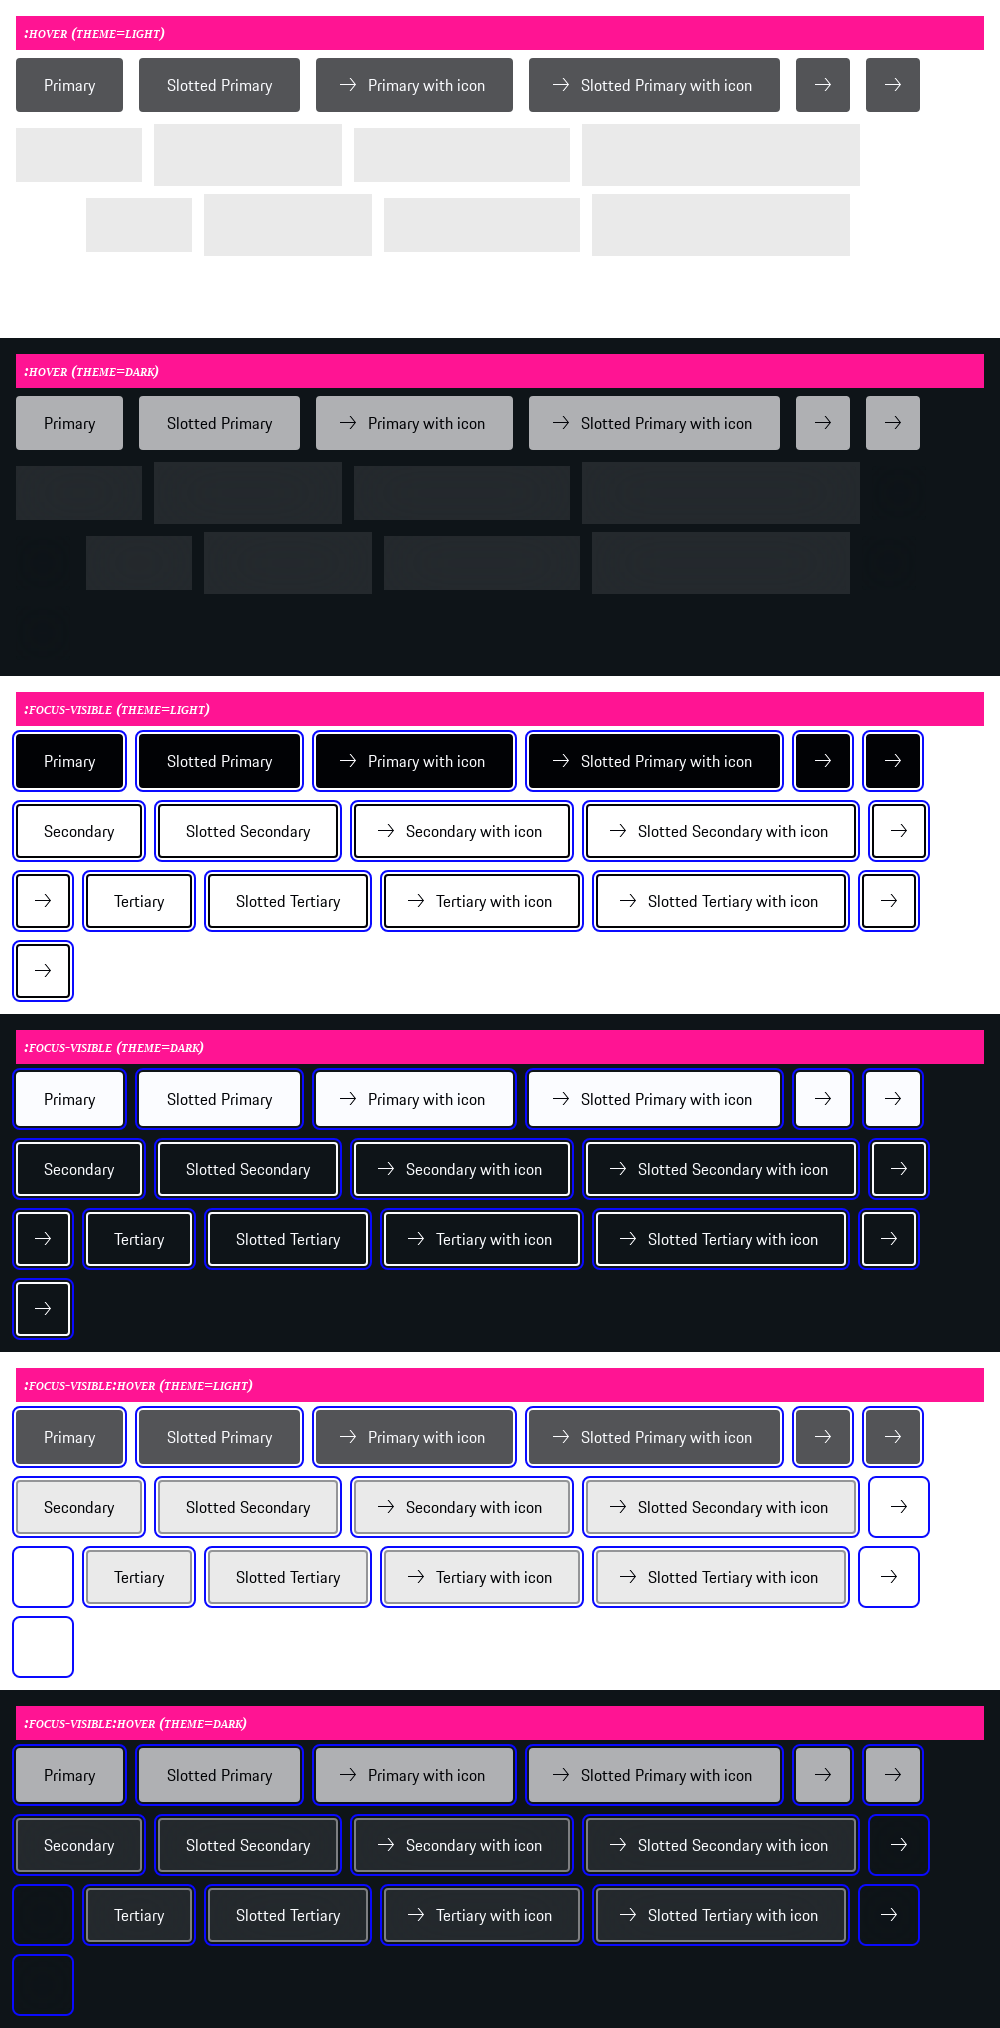 :HOVER (THEME=LIGHT)
Primary Slotted Primary → Primary with icon → Slotted Primary with icon → →
:HOVER (THEME=DARK)
Primary Slotted Primary → Primary with icon → Slotted Primary with icon → →
:FOCUS-VISIBLE (THEME=LIGHT)
Primary Slotted Primary → Primary with icon → Slotted Primary with icon → →
Secondary Slotted Secondary → Secondary with icon → Slotted Secondary with icon →
→ Tertiary Slotted Tertiary → Tertiary with icon → Slotted Tertiary with icon →
→
:FOCUS-VISIBLE (THEME=DARK)
Primary Slotted Primary → Primary with icon → Slotted Primary with icon → →
Secondary Slotted Secondary → Secondary with icon → Slotted Secondary with icon →
→ Tertiary Slotted Tertiary → Tertiary with icon → Slotted Tertiary with icon →
→
:FOCUS-VISIBLE:HOVER (THEME=LIGHT)
Primary Slotted Primary → Primary with icon → Slotted Primary with icon → →
Secondary Slotted Secondary → Secondary with icon → Slotted Secondary with icon →
Tertiary Slotted Tertiary → Tertiary with icon → Slotted Tertiary with icon →
:FOCUS-VISIBLE:HOVER (THEME=DARK)
Primary Slotted Primary → Primary with icon → Slotted Primary with icon → →
Secondary Slotted Secondary → Secondary with icon → Slotted Secondary with icon →
Tertiary Slotted Tertiary → Tertiary with icon → Slotted Tertiary with icon →